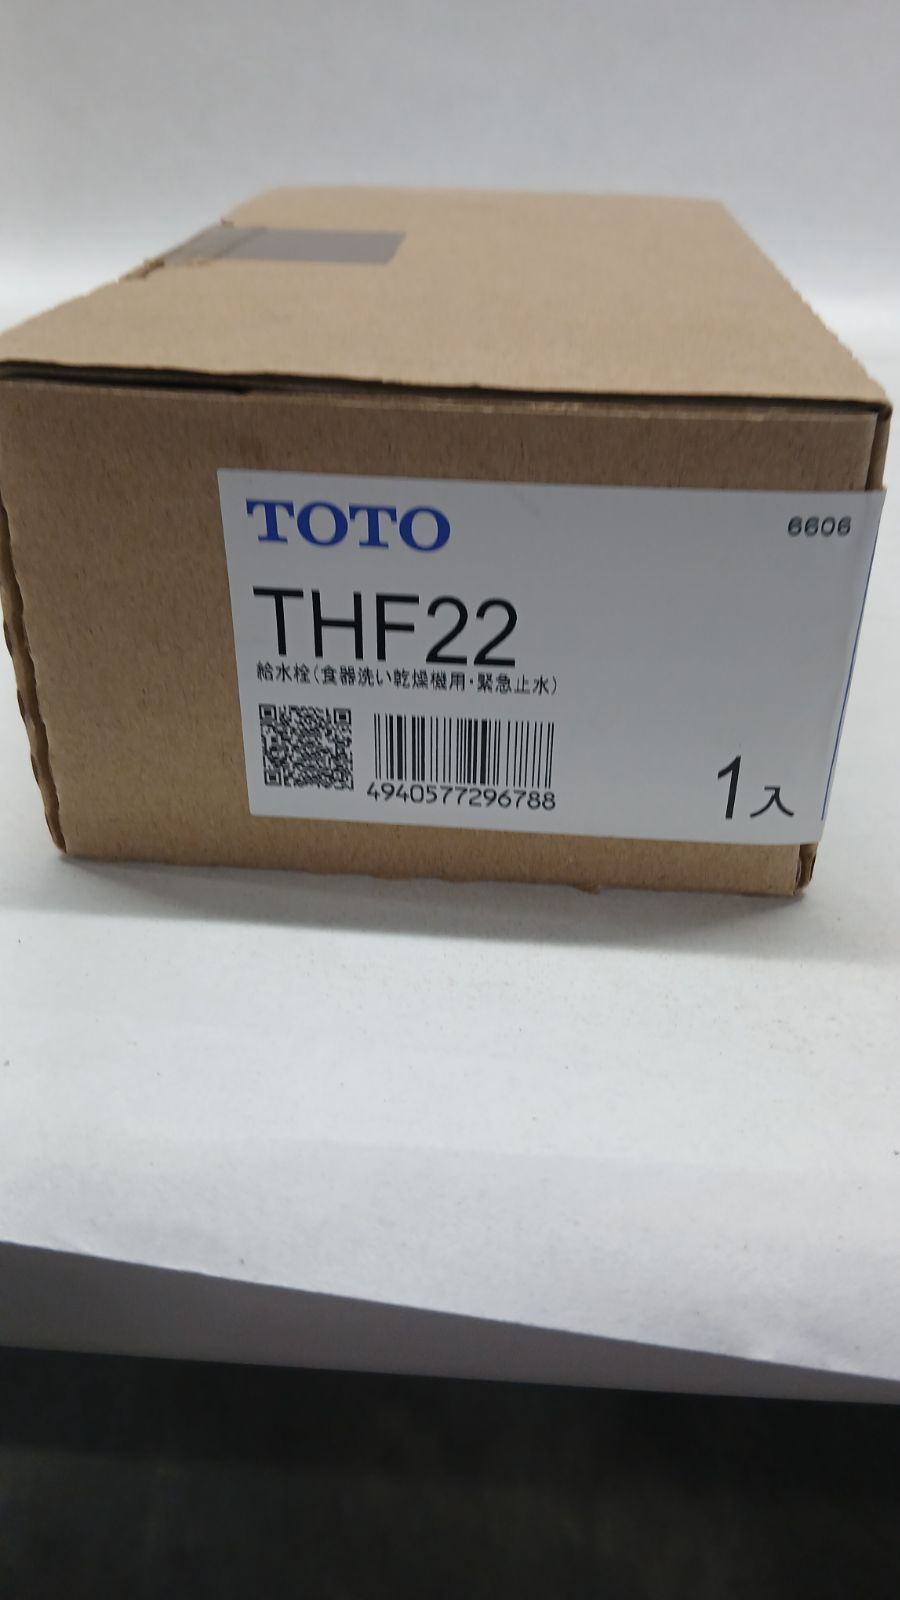 TOTO
6606
THF22
給水栓(食器洗い乾燥機用･緊急止水)
4940577296788
1入